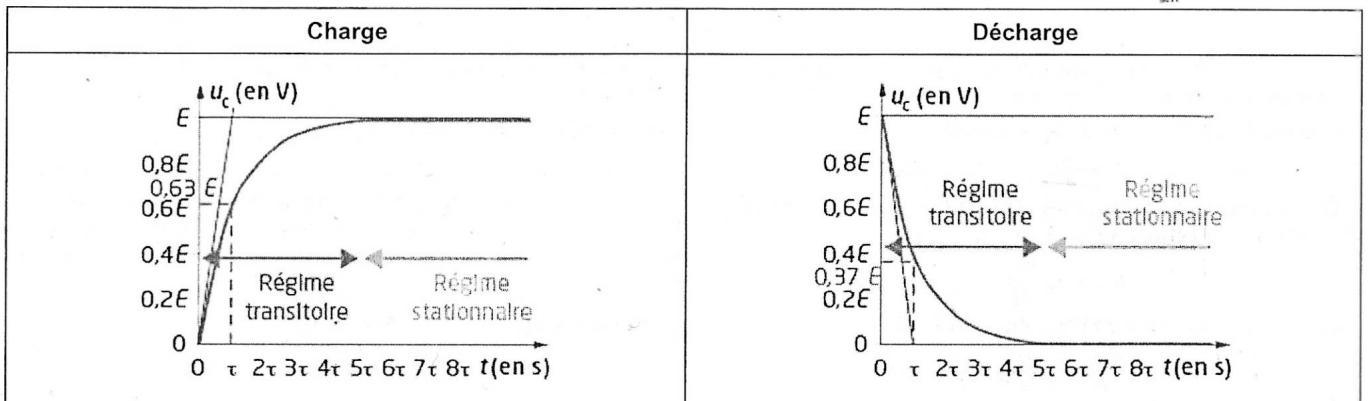 Charge
u_c (en V)
E
0,8E
0,63 E
0,6E
0,4E
0,2E
0
Régime transitoire
Régime stationnaire
0 τ 2τ 3τ 4τ 5τ 6τ 7τ 8τ t(en s)
Décharge
u_c (en V)
E
0,8E
0,6E
0,4E
0,37 E
0,2E
0
Régime transitoire
Régime stationnaire
0 τ 2τ 3τ 4τ 5τ 6τ 7τ 8τ t(en s)